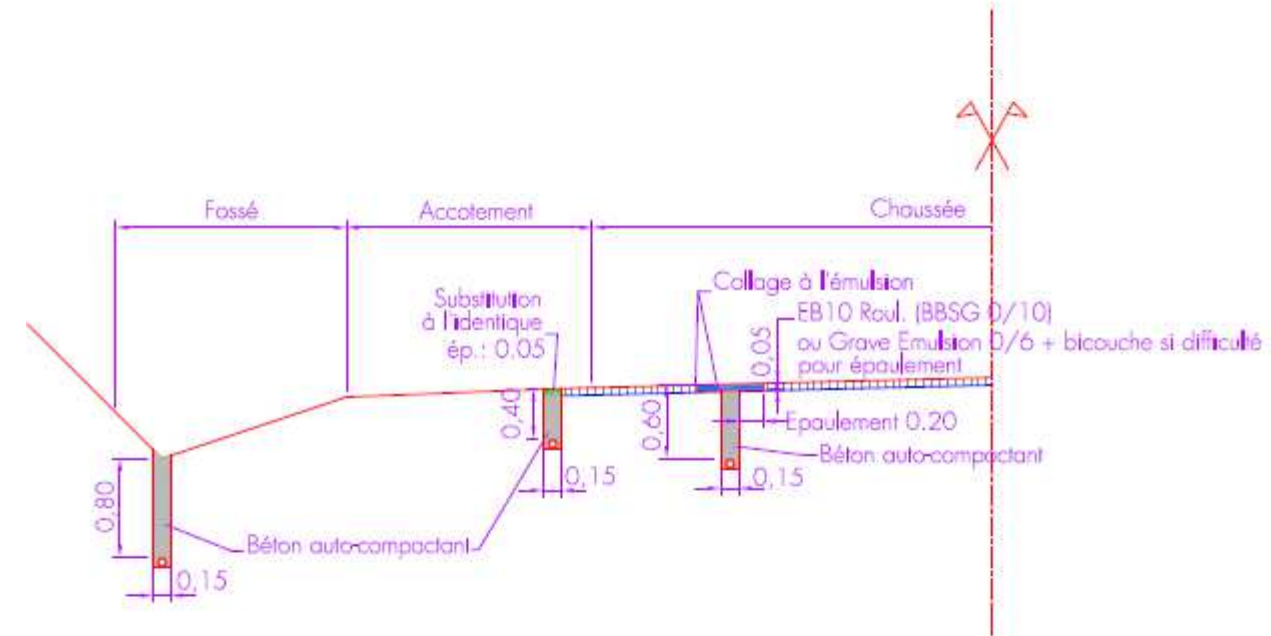 Fossé
Accotement
Chaussée
Substitution
à l'identique
ép.: 0.05
Collage à l'émulsion
0,05
EB10 Roul. (BBSG 0/10)
ou Grave Emulsion 0/6 + bicouche si difficulté
pour épaulement
0,40
0,60
Epaulement 0.20
Béton auto-compactant
0,15
0,15
0,80
Béton auto-compactant
0,15